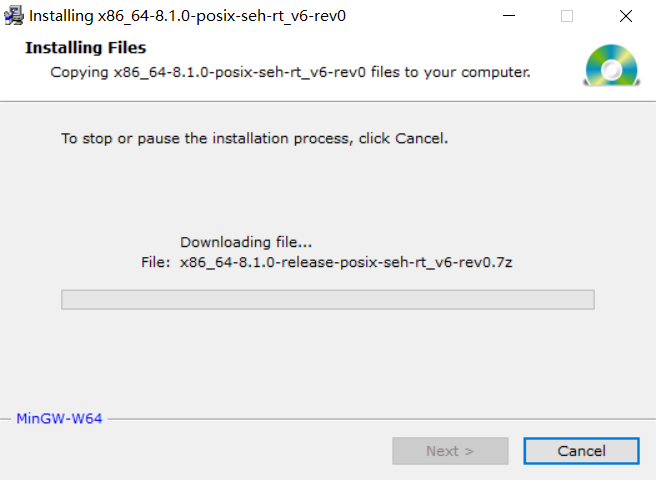 Installing x86_64-8.1.0-posix-seh-rt_v6-rev0
Installing Files
Copying x86_64-8.1.0-posix-seh-rt_v6-rev0 files to your computer.
To stop or pause the installation process, click Cancel.
Downloading file...
File: x86_64-8.1.0-release-posix-seh-rt_v6-rev0.7z
MinGW-W64
Next >
Cancel